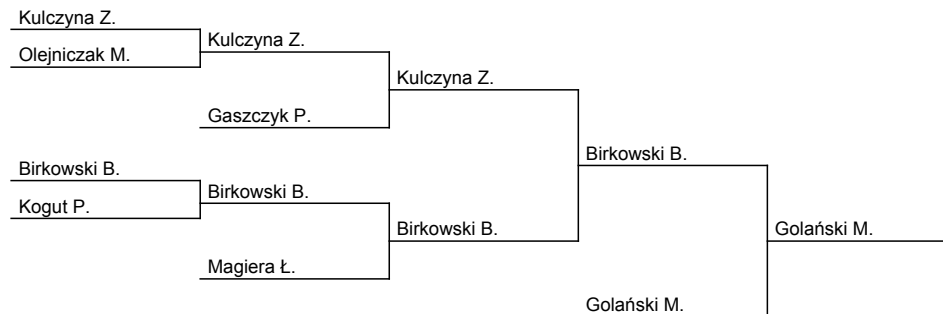 Kulczyna Z.
Olejniczak M.
Kulczyna Z.
Gaszczyk P.
Kulczyna Z.
Birkowski B.
Kogut P.
Birkowski B.
Magiera Ł.
Birkowski B.
Birkowski B.
Golański M.
Golański M.